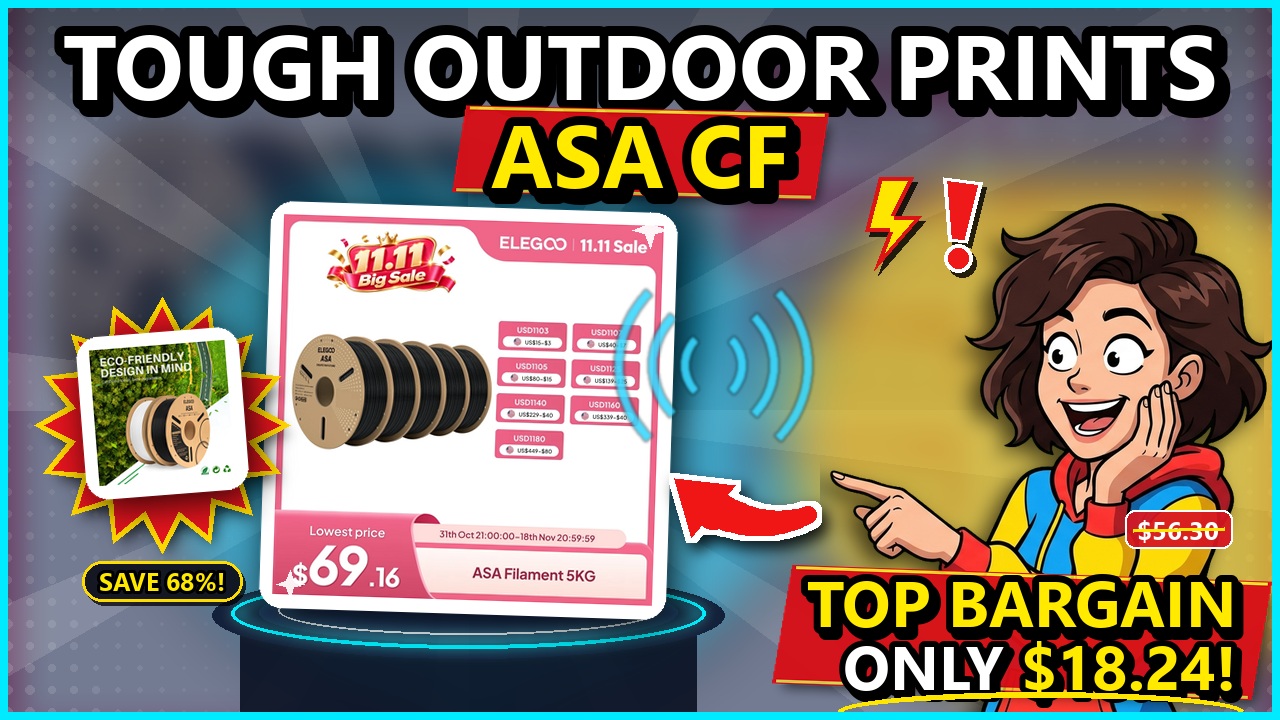 TOUGH OUTDOOR PRINTS
ASA CF
11.11
Big Sale
ELEGOO | 11.11 Sale
ECO-FRIENDLY
DESIGN IN MIND
ELEGOO
ASA
USD1103
US$16-$3
USD1105
US$80-$15
USD1140
US$229-$40
USD1160
US$339-$40
USD1180
US$449-$80
Lowest price
$69.16
31th Oct 21:00:00-18th Nov 20:59:59
ASA Filament 5KG
SAVE 68%!
$56.30
TOP BARGAIN
ONLY $18.24!